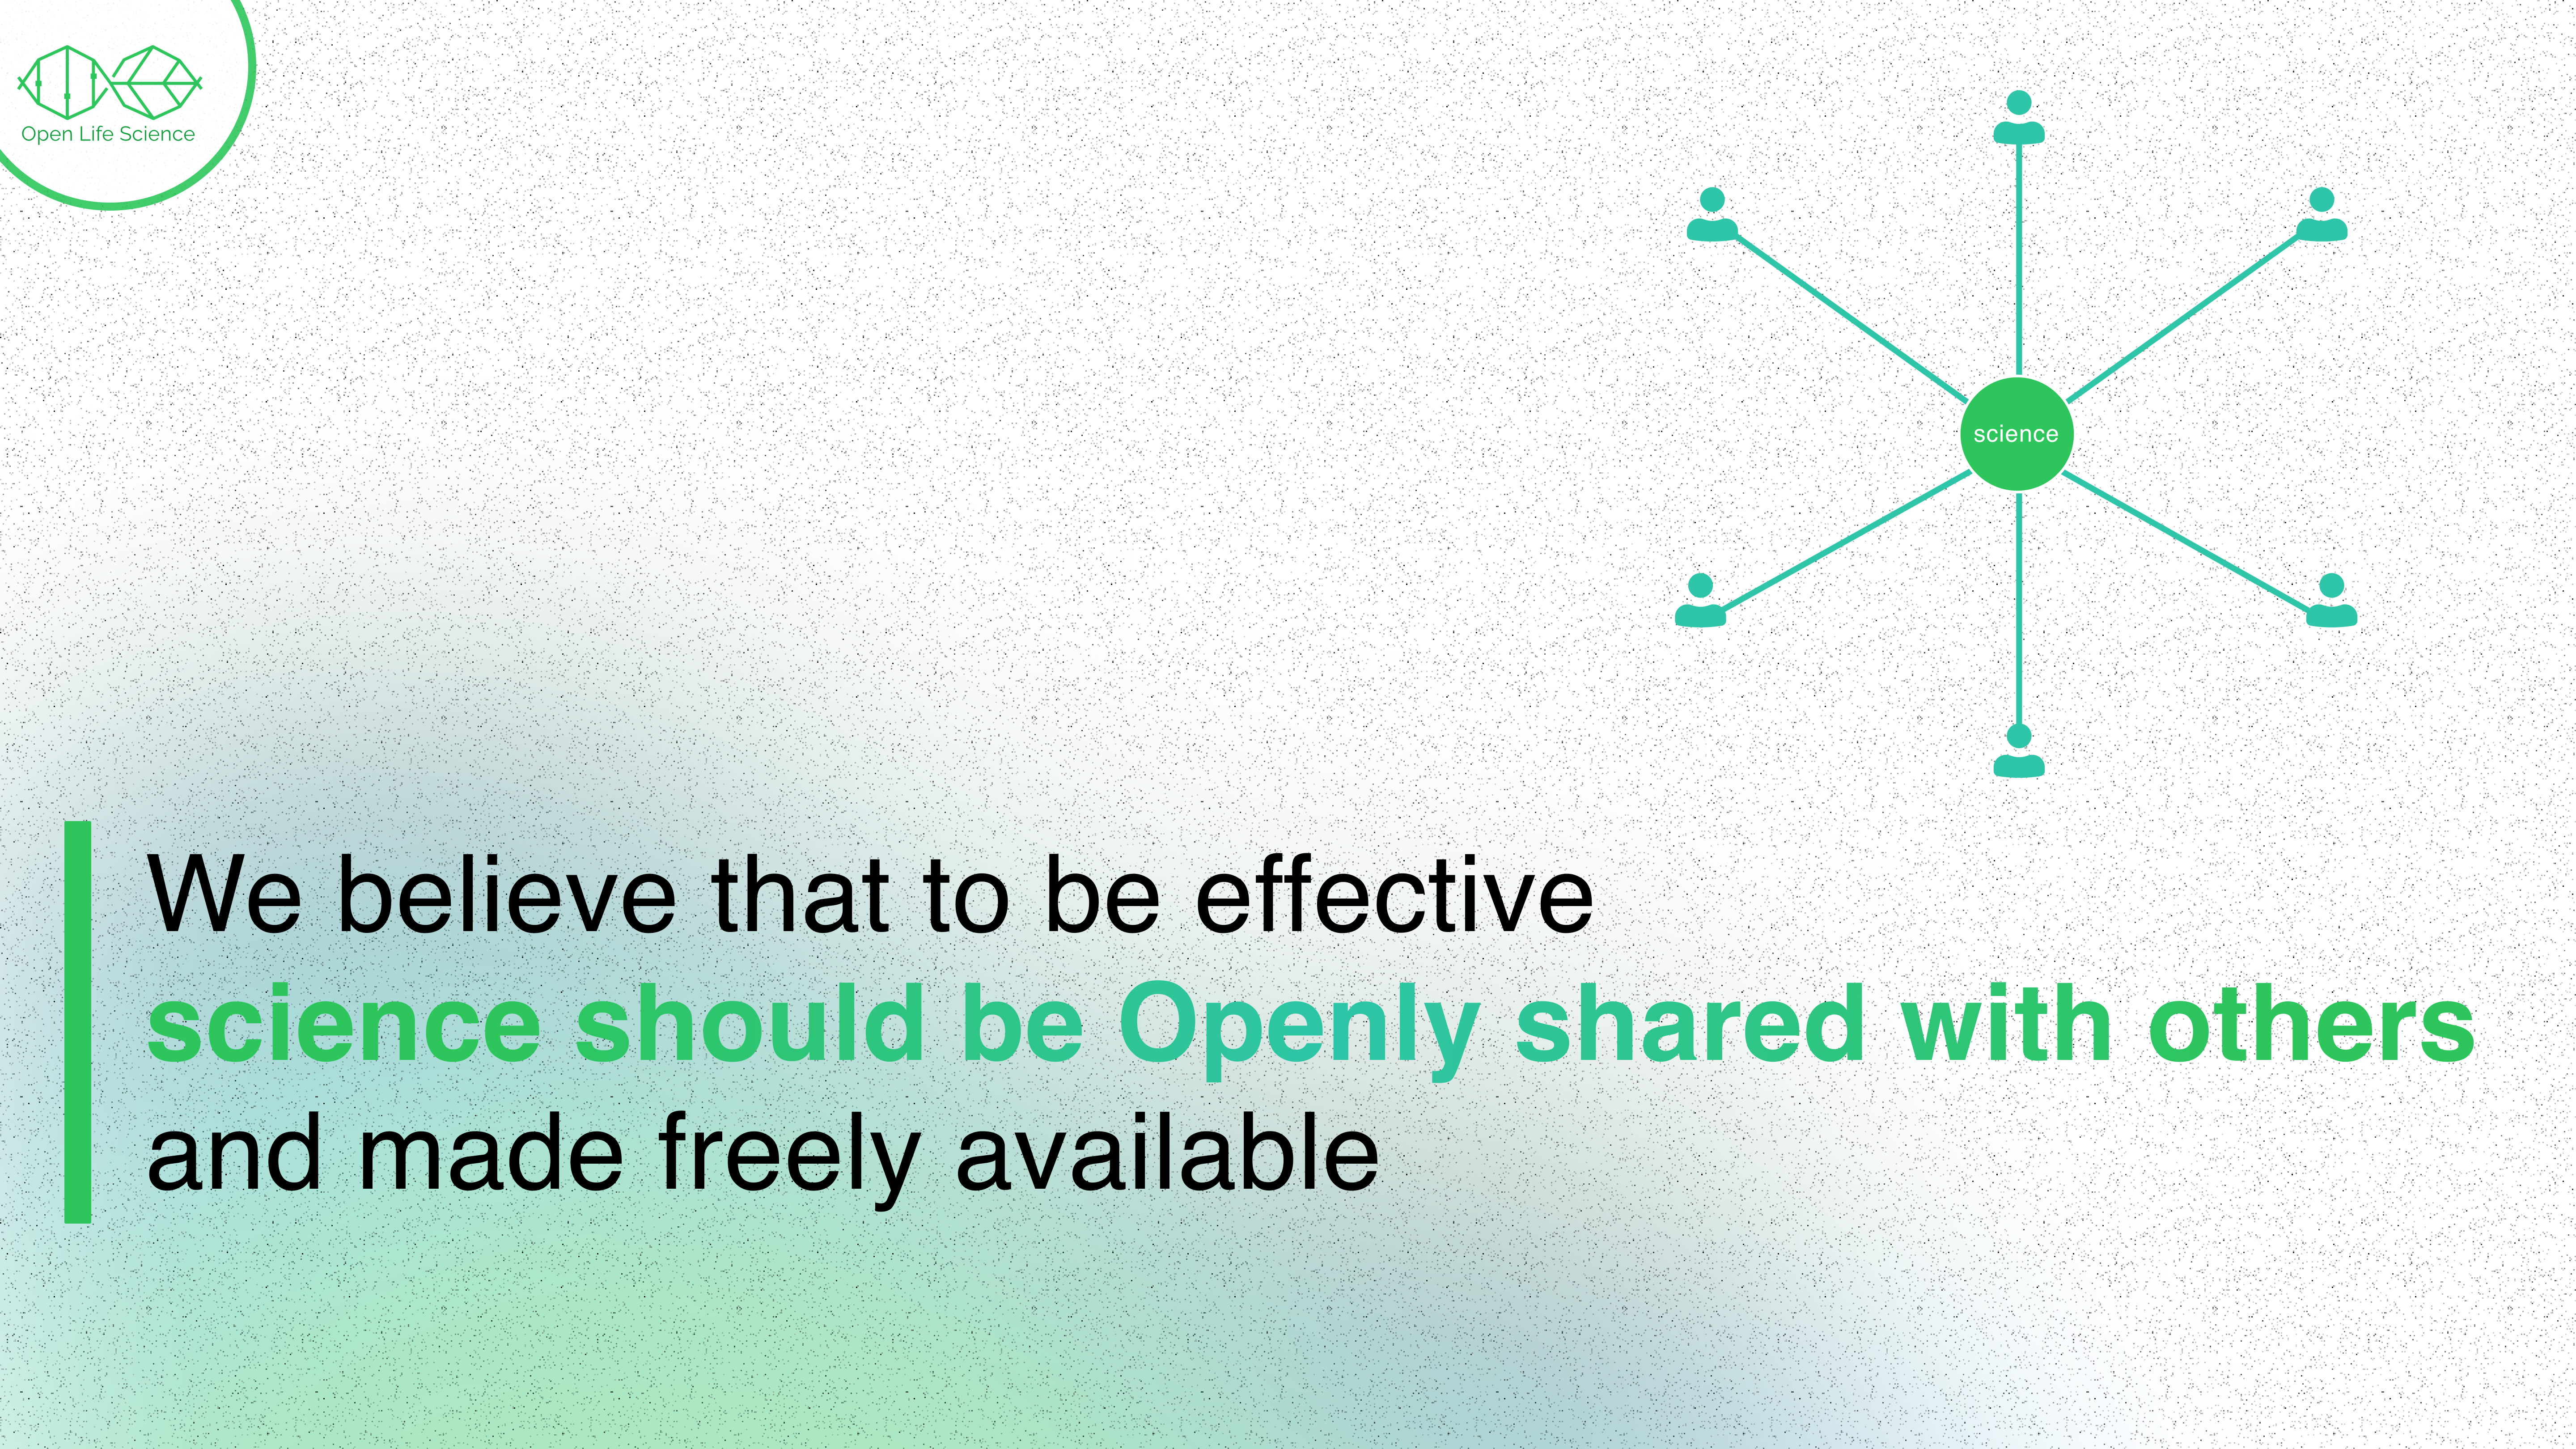 Open Life Science
science
We believe that to be effective
science should be Openly shared with others
and made freely available